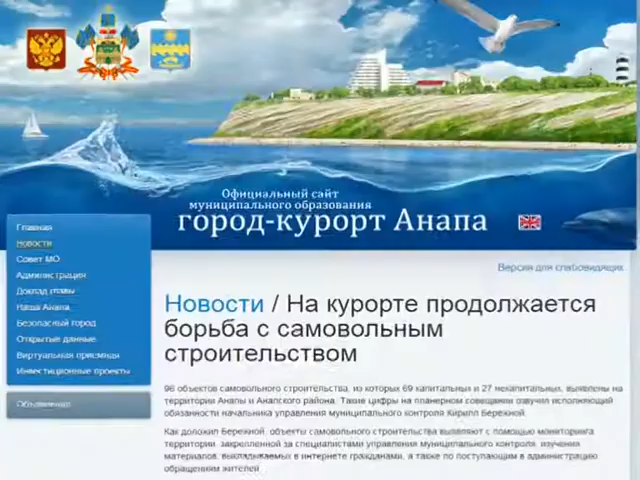 Официальный сайт
муниципального образования
город-курорт Анапа
Главная
Новости
Совет МО
Администрация
Доклад главы
Наша Анапа
Безопасный город
Открытые данные
Виртуальная приемная
Инвестиционные проекты
Объявления
Версия для слабовидящих
Новости / На курорте продолжается
борьба с самовольным
строительством
96 объектов самовольного строительства, из которых 69 капитальных и 27 некапитальных, выявлены на
территории Анапы и Анапского района. Такие цифры на планерном совещании озвучил исполняющий
обязанности начальника управления муниципального контроля Кирилл Бережной.
Как доложил Бережной, объекты самовольного строительства выявляют с помощью мониторинга
территории, закрепленной за специалистами управления муниципального контроля, изучения
материалов, выкладываемых в интернете гражданами, а также по поступающим в администрацию
обращениям жителей